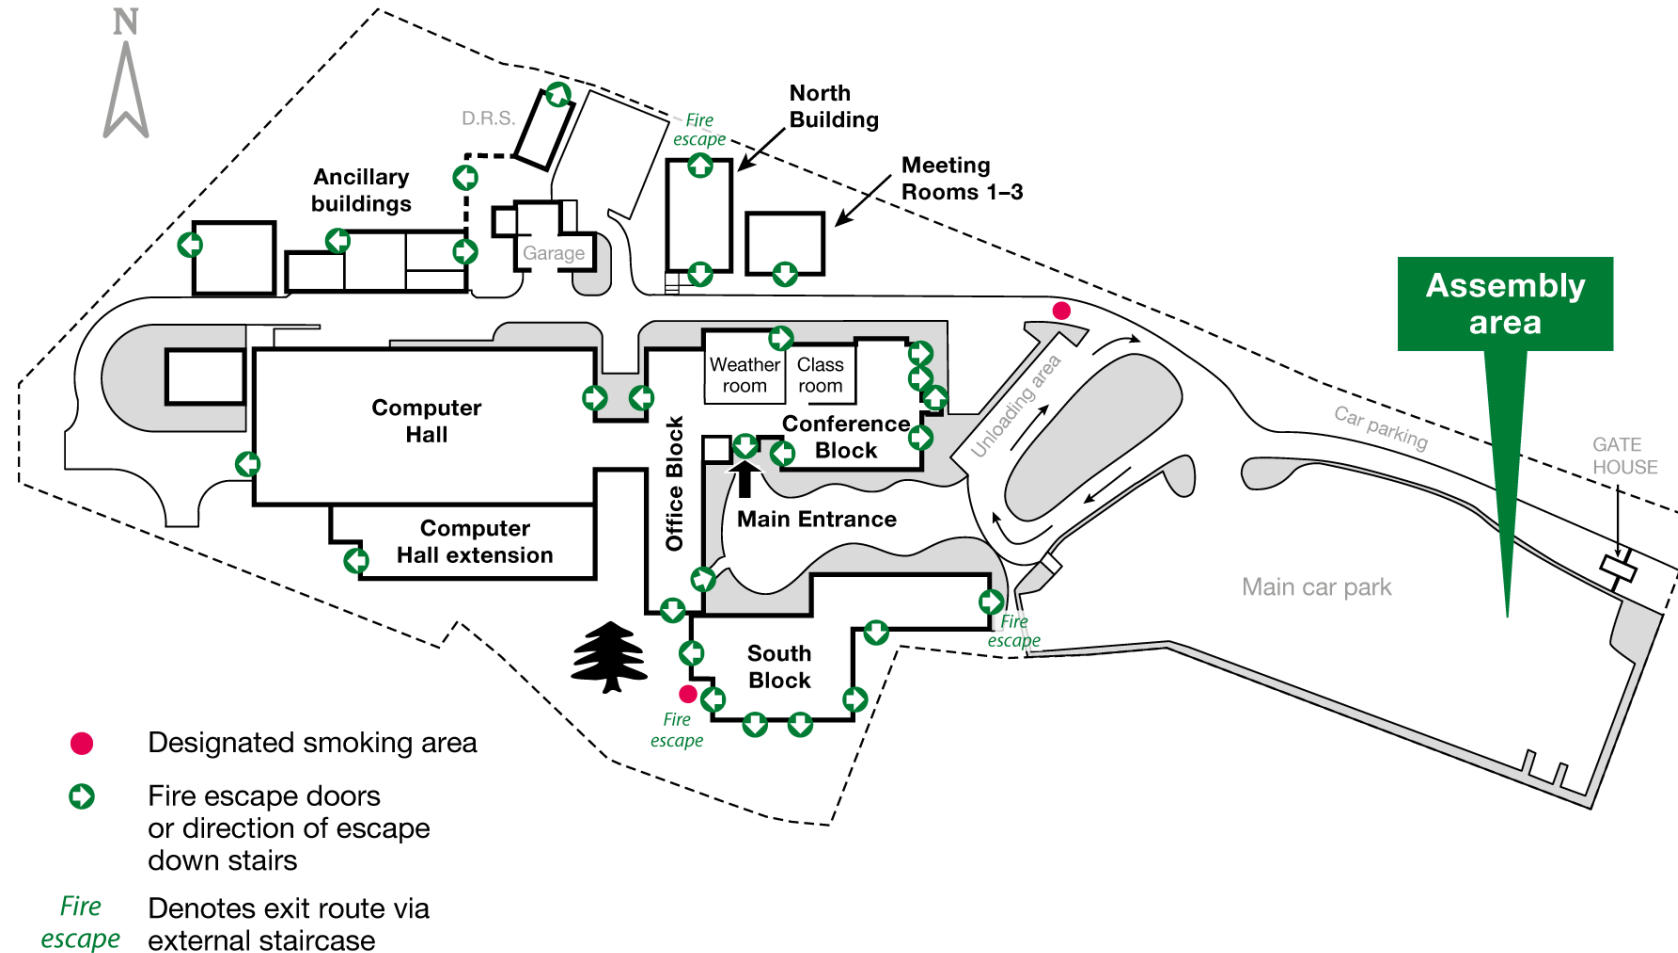 N
D.R.S.
Fire
escape
North
Building
Meeting
Rooms 1–3
Ancillary
buildings
Garage
Assembly
area
Weather
room
Class
room
Computer
Hall
Office Block
Conference
Block
Unloading area
Car parking
GATE
HOUSE
Main Entrance
Computer
Hall extension
Main car park
Fire
escape
South
Block
Fire
escape
Designated smoking area
Fire escape doors
or direction of escape
down stairs
Fire
escape
Denotes exit route via
external staircase